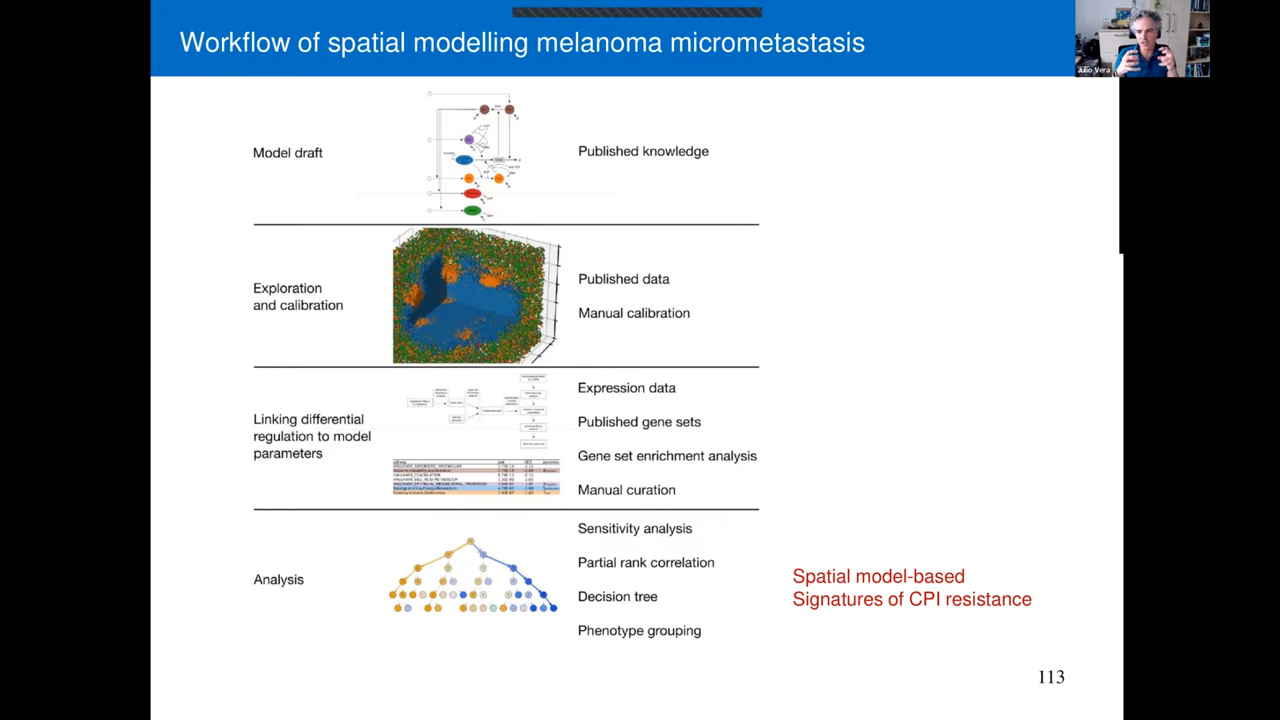 Workflow of spatial modelling melanoma micrometastasis
Julio Vera
Model draft
Published knowledge
Exploration
and calibration
Published data
Manual calibration
Linking differential
regulation to model
parameters
Expression data
Published gene sets
Gene set enrichment analysis
Manual curation
Analysis
Sensitivity analysis
Partial rank correlation
Decision tree
Phenotype grouping
Spatial model-based
Signatures of CPI resistance
113